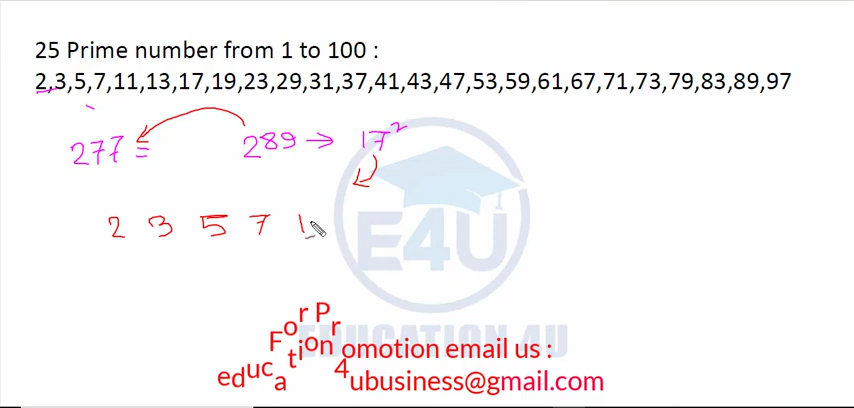 25 Prime number from 1 to 100 :
2,3,5,7,11,13,17,19,23,29,31,37,41,43,47,53,59,61,67,71,73,79,83,89,97
277 289 → 17²
2 3 5 7 1
E4U
EDUCATION 4U
For Promotion email us :
education4ubusiness@gmail.com